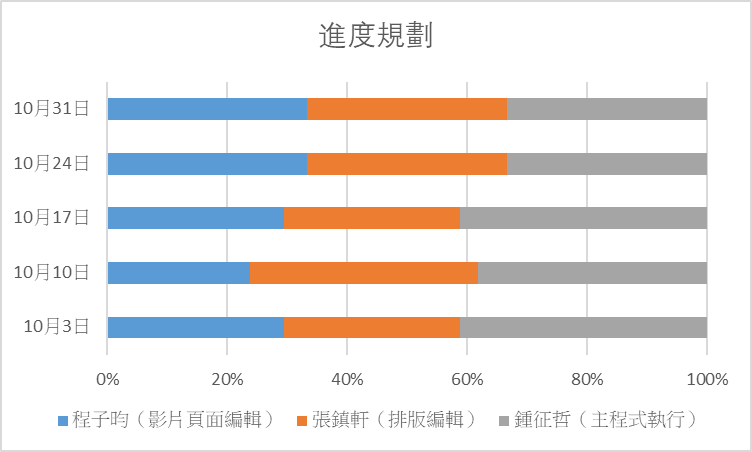 進度規劃
10月31日
10月24日
10月17日
10月10日
10月3日
0% 20% 40% 60% 80% 100%
程子昀（影片頁面編輯） 張鎮軒（排版編輯） 鍾征哲（主程式執行）